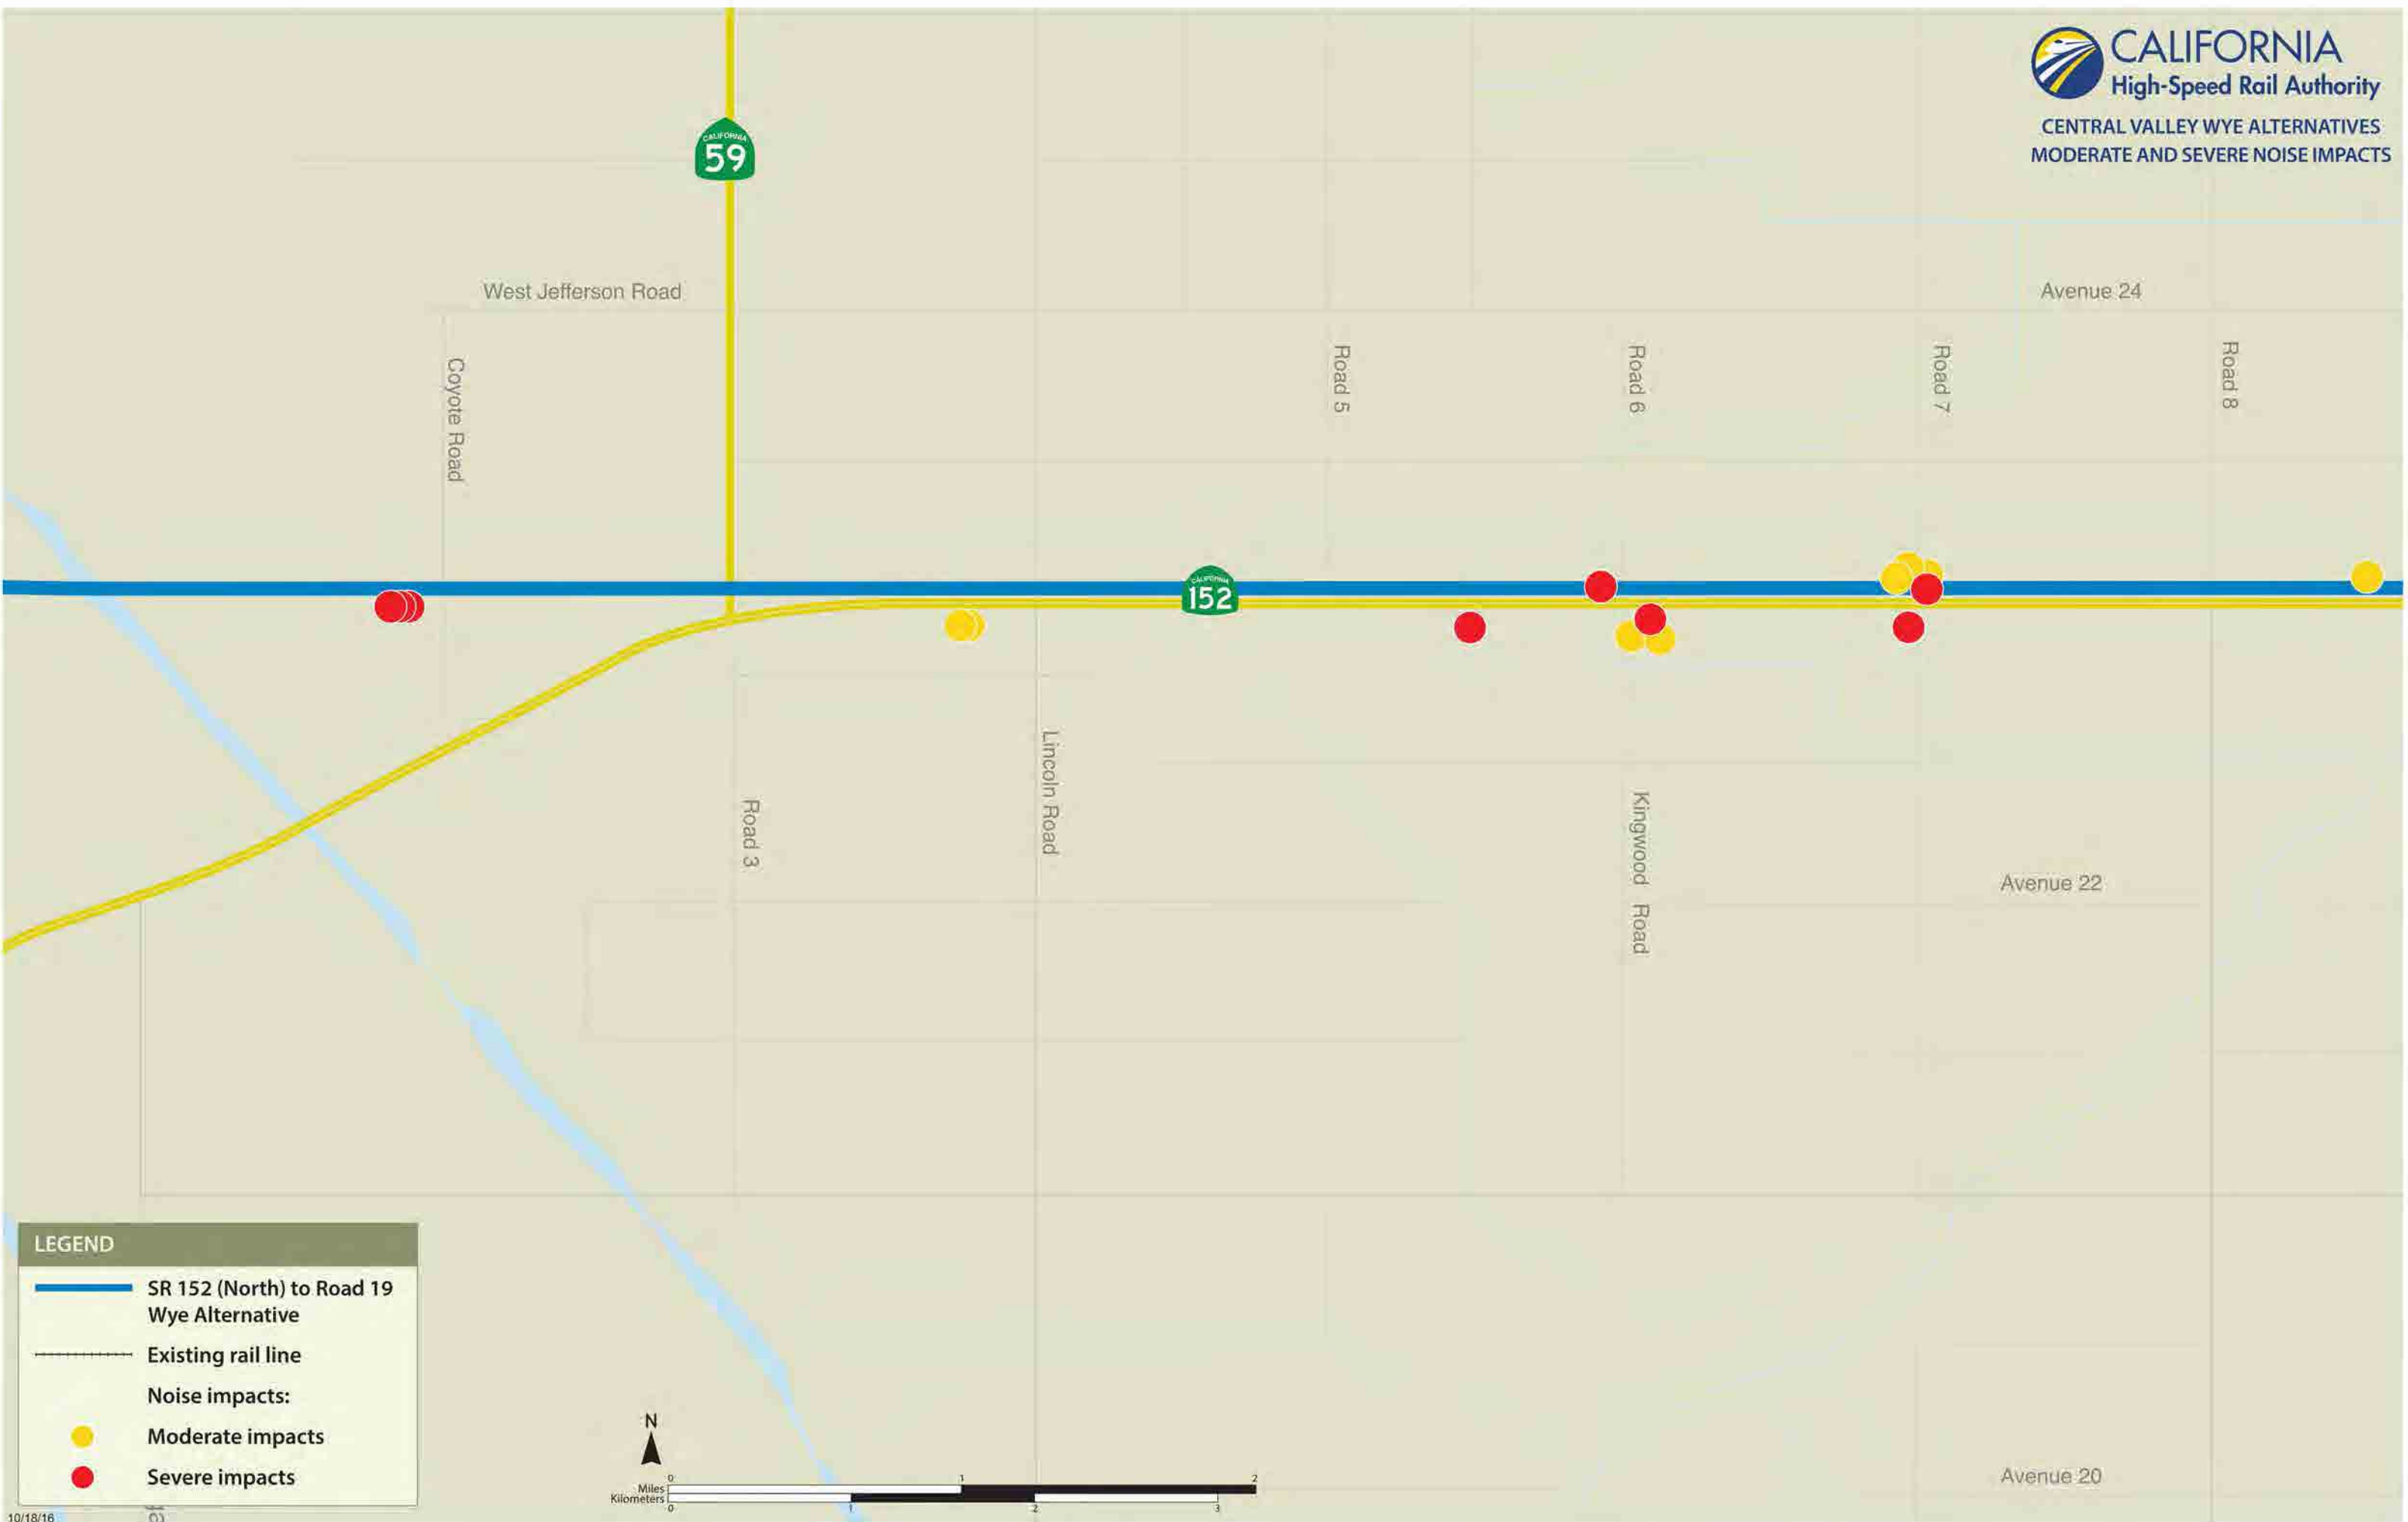 CALIFORNIA
High-Speed Rail Authority
CENTRAL VALLEY WYE ALTERNATIVES
MODERATE AND SEVERE NOISE IMPACTS
CALIFORNIA
59
West Jefferson Road
Avenue 24
Coyote Road
Road 5
Road 6
Road 7
Road 8
CALIFORNIA
152
Lincoln Road
Road 3
Kingwood Road
Avenue 22
LEGEND
SR 152 (North) to Road 19
Wye Alternative
Existing rail line
Noise impacts:
Moderate impacts
Severe impacts
N
0 1 2
Miles
Kilometers
0 1 2 3
Avenue 20
10/18/16